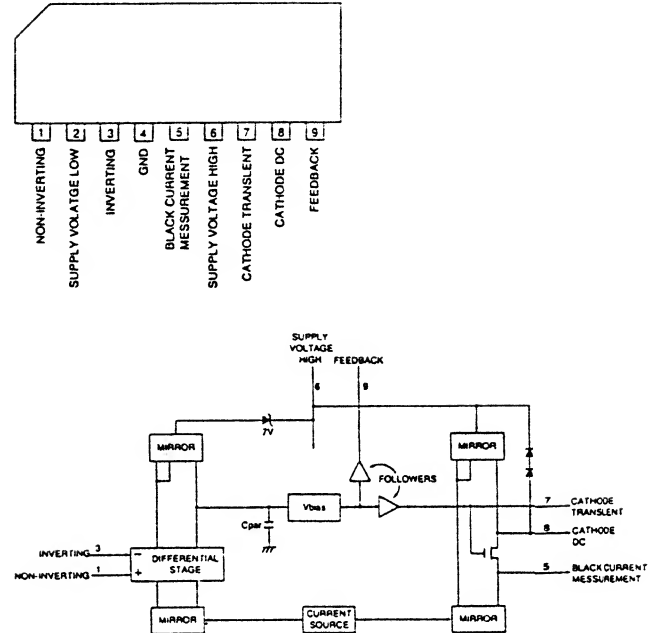 1 2 3 4 5 6 7 8 9
NON-INVERTING
SUPPLY VOLATGE LOW
INVERTING
GND
BLACK CURRENT
MESSUREMENT
SUPPLY VOLTAGE HIGH
CATHODE TRANSLENT
CATHODE DC
FEEDBACK
SUPPLY
VOLTAGE
HIGH FEEDBACK
6 9
7V
MIRROR MIRROR
FOLLOWERS
Vbias
7 CATHODE
TRANSLENT
Cpar
8 CATHODE
DC
INVERTING 3 − DIFFERENTIAL
NON-INVERTING 1 + STAGE
5 BLACK CURRENT
MESSUREMENT
MIRROR CURRENT
SOURCE MIRROR